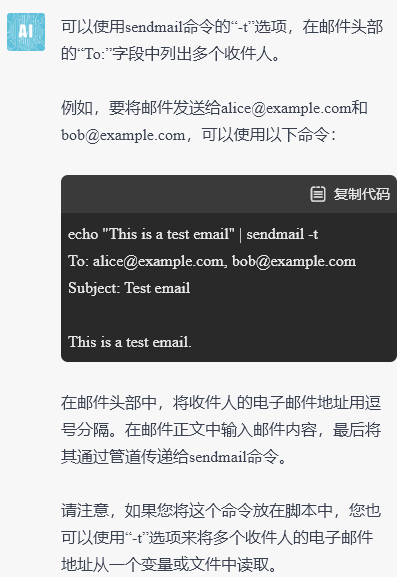 AI
可以使用sendmail命令的“-t”选项，在邮件头部
的“To:”字段中列出多个收件人。
例如，要将邮件发送给alice@example.com和
bob@example.com，可以使用以下命令：
复制代码
echo "This is a test email" | sendmail -t
To: alice@example.com, bob@example.com
Subject: Test email
This is a test email.
在邮件头部中，将收件人的电子邮件地址用逗
号分隔。在邮件正文中输入邮件内容，最后将
其通过管道传递给sendmail命令。
请注意，如果您将这个命令放在脚本中，您也
可以使用“-t”选项来将多个收件人的电子邮件
地址从一个变量或文件中读取。